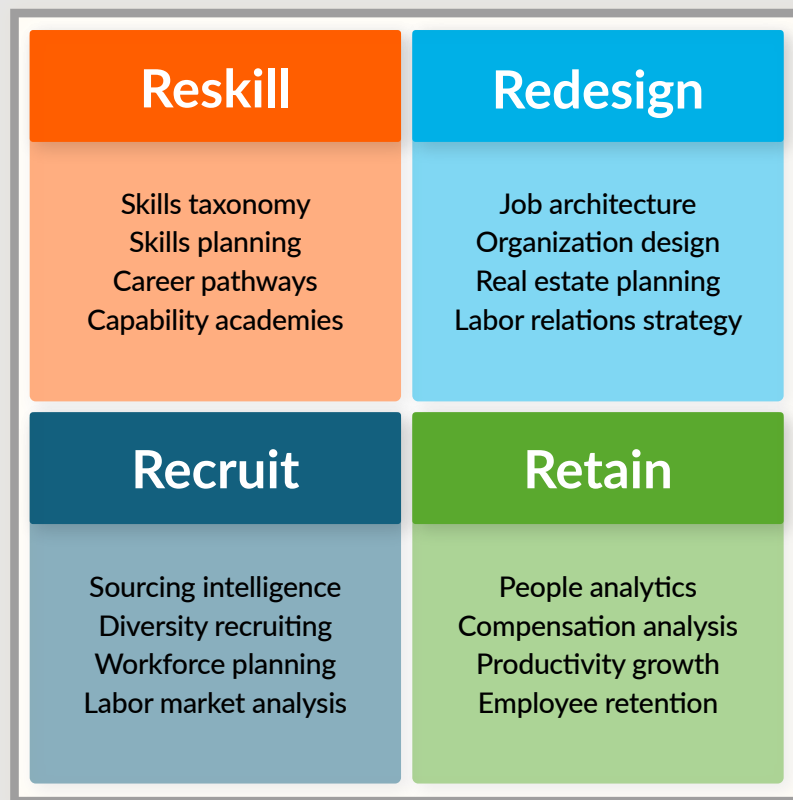 Reskill
Skills taxonomy
Skills planning
Career pathways
Capability academies
Redesign
Job architecture
Organization design
Real estate planning
Labor relations strategy
Recruit
Sourcing intelligence
Diversity recruiting
Workforce planning
Labor market analysis
Retain
People analytics
Compensation analysis
Productivity growth
Employee retention